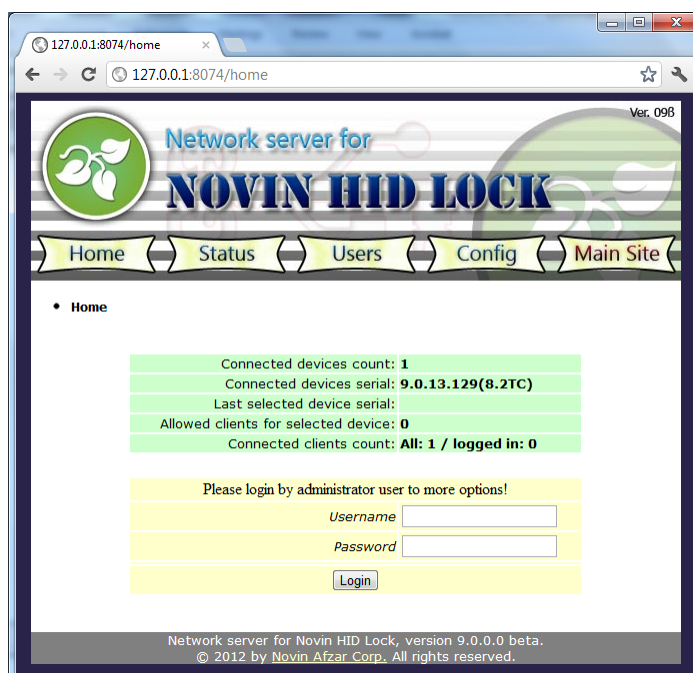 127.0.0.1:8074/home
127.0.0.1:8074/home
Ver. 09β
Network server for
NOVIN HID LOCK
Home Status Users Config Main Site
Home
Connected devices count: 1
Connected devices serial: 9.0.13.129(8.2TC)
Last selected device serial:
Allowed clients for selected device: 0
Connected clients count: All: 1 / logged in: 0
Please login by administrator user to more options!
Username
Password
Login
Network server for Novin HID Lock, version 9.0.0.0 beta.
© 2012 by Novin Afzar Corp. All rights reserved.